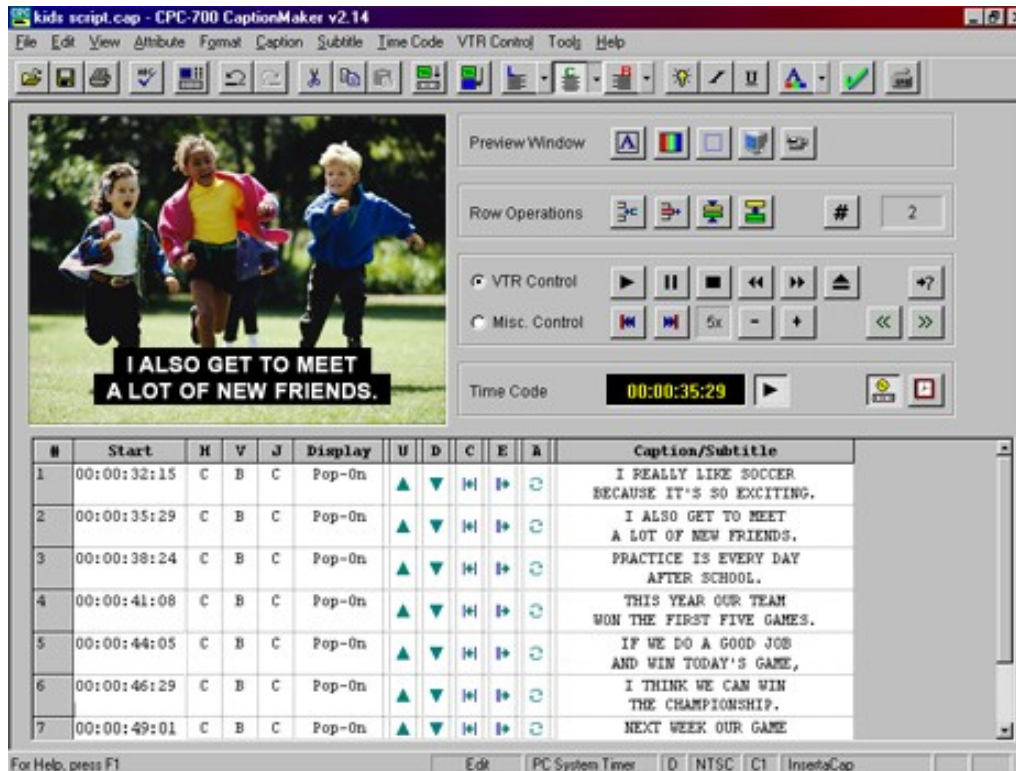 kids script.cap - CPC-700 CaptionMaker v2.14
File Edit View Attribute Format Caption Subtitle Time Code VTR Control Tools Help
Preview Window
Row Operations # 2
VTR Control
Misc. Control 5x - +
Time Code 00:00:35:29
I ALSO GET TO MEET
A LOT OF NEW FRIENDS.
# Start H V J Display U D C E A Caption/Subtitle
1 00:00:32:15 C B C Pop-On I REALLY LIKE SOCCER
BECAUSE IT'S SO EXCITING.
2 00:00:35:29 C B C Pop-On I ALSO GET TO MEET
A LOT OF NEW FRIENDS.
3 00:00:38:24 C B C Pop-On PRACTICE IS EVERY DAY
AFTER SCHOOL.
4 00:00:41:08 C B C Pop-On THIS YEAR OUR TEAM
WON THE FIRST FIVE GAMES.
5 00:00:44:05 C B C Pop-On IF WE DO A GOOD JOB
AND WIN TODAY'S GAME,
6 00:00:46:29 C B C Pop-On I THINK WE CAN WIN
THE CHAMPIONSHIP.
7 00:00:49:01 C B C Pop-On NEXT WEEK OUR GAME
For Help, press F1 Edit PC System Timer D NTSC C1 InsertaCap